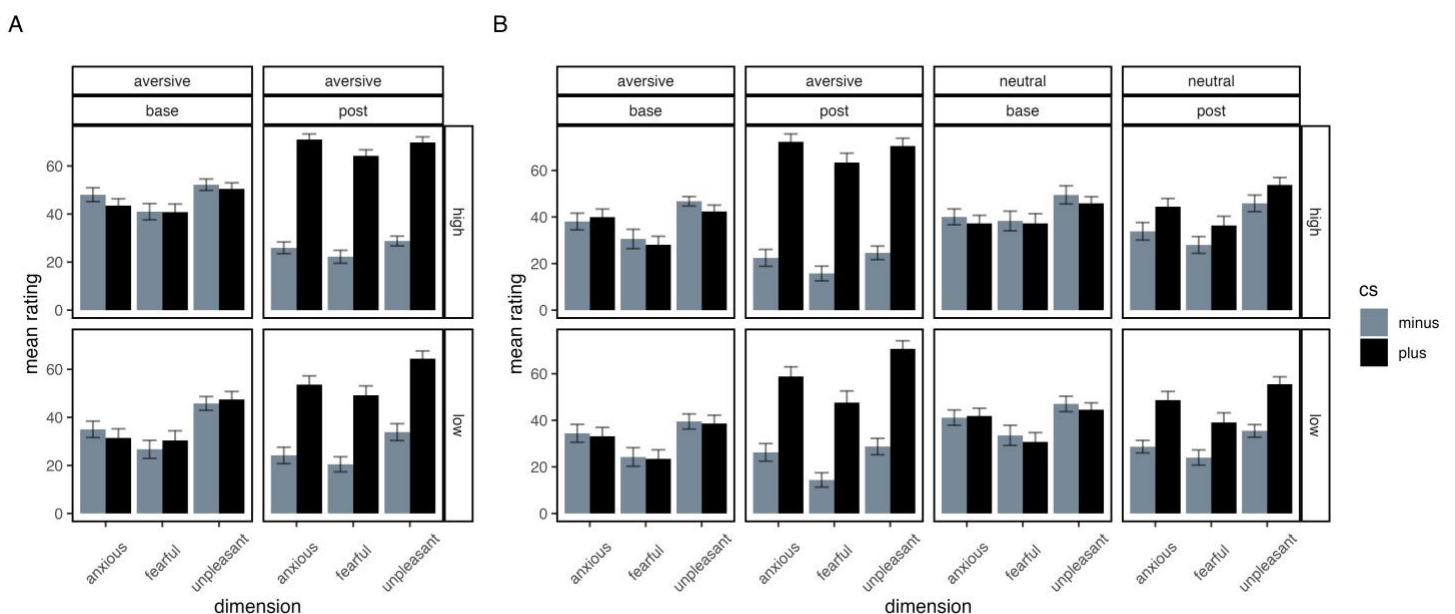 A
B
aversive aversive
base post
aversive aversive neutral neutral
base post base post
mean rating
60
40
20
0
high
60
40
20
0
low
anxious fearful unpleasant anxious fearful unpleasant
dimension
mean rating
60
40
20
0
high
60
40
20
0
low
anxious fearful unpleasant anxious fearful unpleasant anxious fearful unpleasant anxious fearful unpleasant
dimension
cs
minus
plus